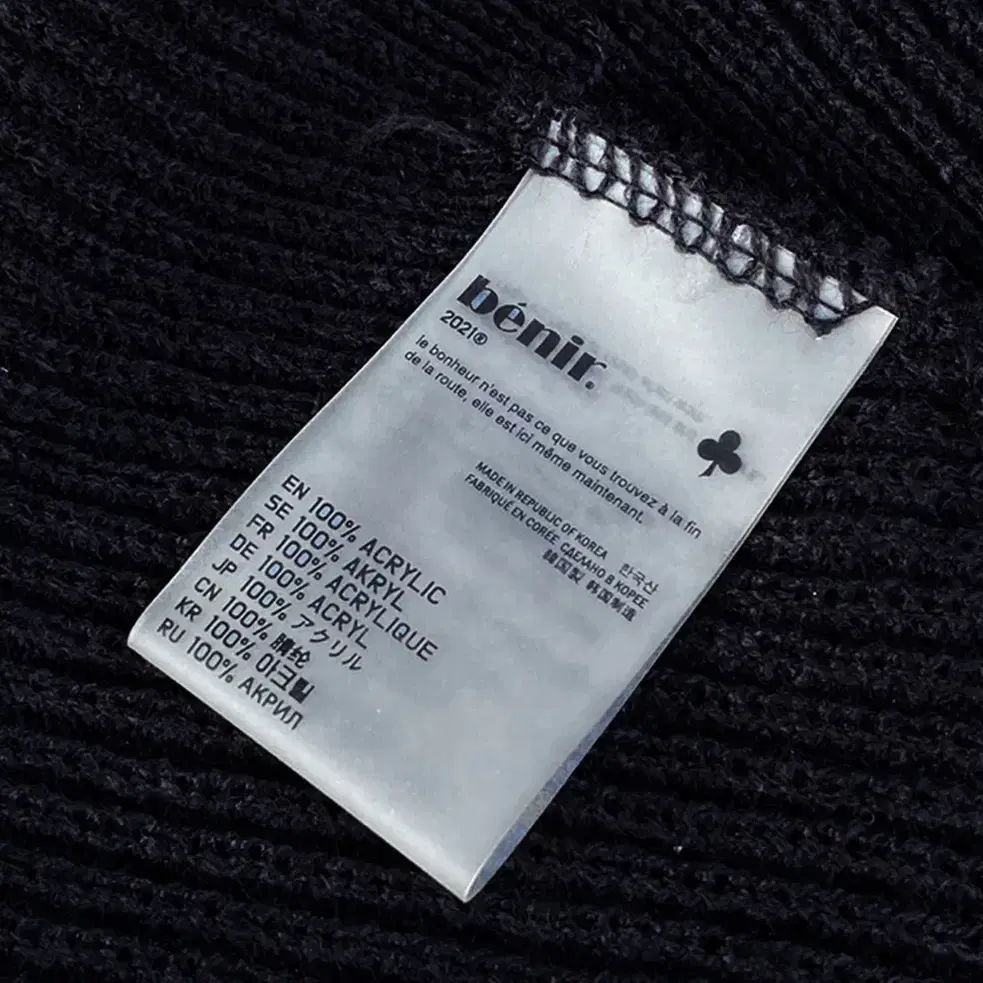 bénir.
2021®
le bonheur n'est pas ce que vous trouvez à la fin
de la route, elle est ici même maintenant.
MADE IN REPUBLIC OF KOREA 한국산
FABRIQUÉ EN CORÉE СДЕЛАНО В КОРЕЕ
韓国製 韩国制造
EN 100% ACRYLIC
SE 100% AKRYL
FR 100% ACRYLIQUE
DE 100% ACRYL
JP 100% アクリル
CN 100% 腈纶
KR 100% 아크릴
RU 100% АКРИЛ